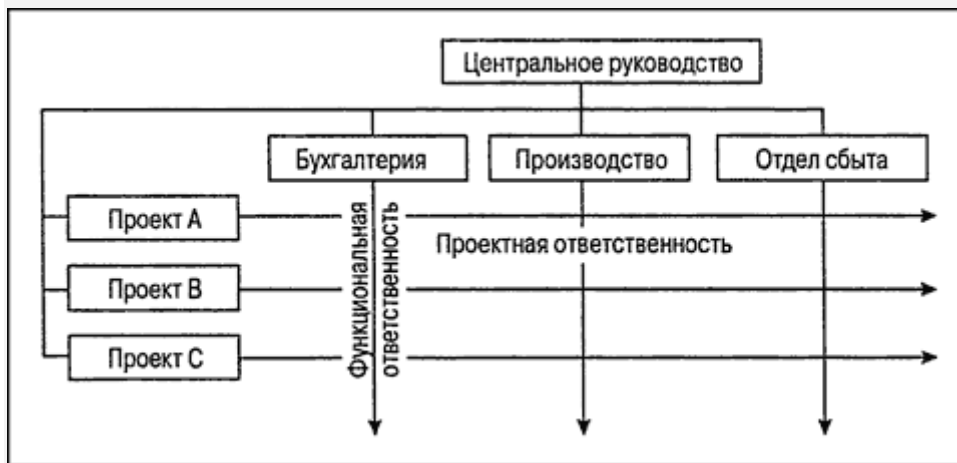 Центральное руководство
Бухгалтерия
Производство
Отдел сбыта
Проект А
Функциональная
ответственность
Проектная ответственность
Проект В
Проект С